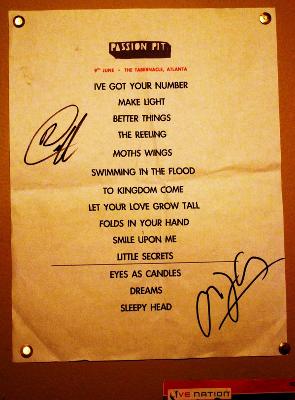 PASSION PIT
9TH JUNE - THE TABERNACLE, ATLANTA
IVE GOT YOUR NUMBER
MAKE LIGHT
BETTER THINGS
THE REELING
MOTHS WINGS
SWIMMING IN THE FLOOD
TO KINGDOM COME
LET YOUR LOVE GROW TALL
FOLDS IN YOUR HAND
SMILE UPON ME
LITTLE SECRETS
EYES AS CANDLES
DREAMS
SLEEPY HEAD
LIVE NATION